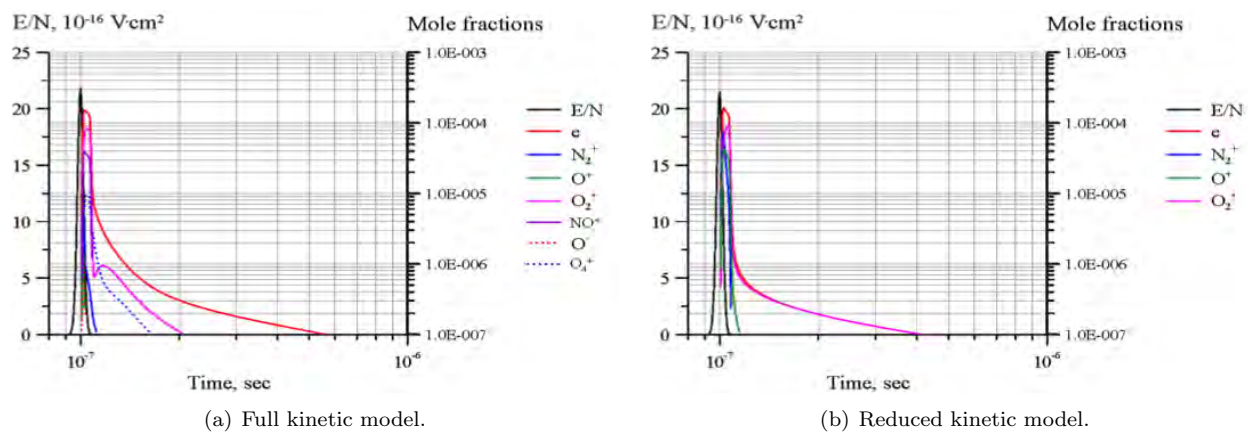 E/N, 10⁻¹⁶ V·cm²
Mole fractions
25
20
15
10
5
0
1.0E-003
1.0E-004
1.0E-005
1.0E-006
1.0E-007
10⁻⁷
10⁻⁶
Time, sec
E/N
e
N₂⁺
O⁺
O₂⁺
NO⁺
O⁻
O₄⁺
(a) Full kinetic model.
E/N, 10⁻¹⁶ V·cm²
Mole fractions
25
20
15
10
5
0
1.0E-003
1.0E-004
1.0E-005
1.0E-006
1.0E-007
10⁻⁷
10⁻⁶
Time, sec
E/N
e
N₂⁺
O⁺
O₂⁺
(b) Reduced kinetic model.